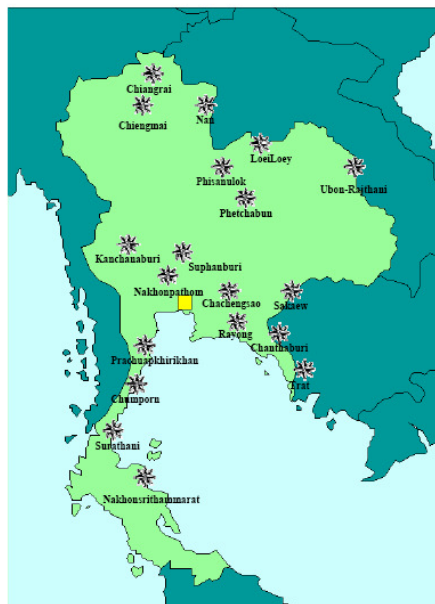 Chiangrai
Chiengmai
Nan
LoeiLoey
Phisanulok
Ubon-Rajthani
Phetchabun
Kanchanaburi
Suphanburi
Nakhonpathom
Chachengsao
Sakaew
Rayong
Chanthaburi
Prachuapkhirikhan
Trat
Chumporn
Surathani
Nakhonsrithammarat